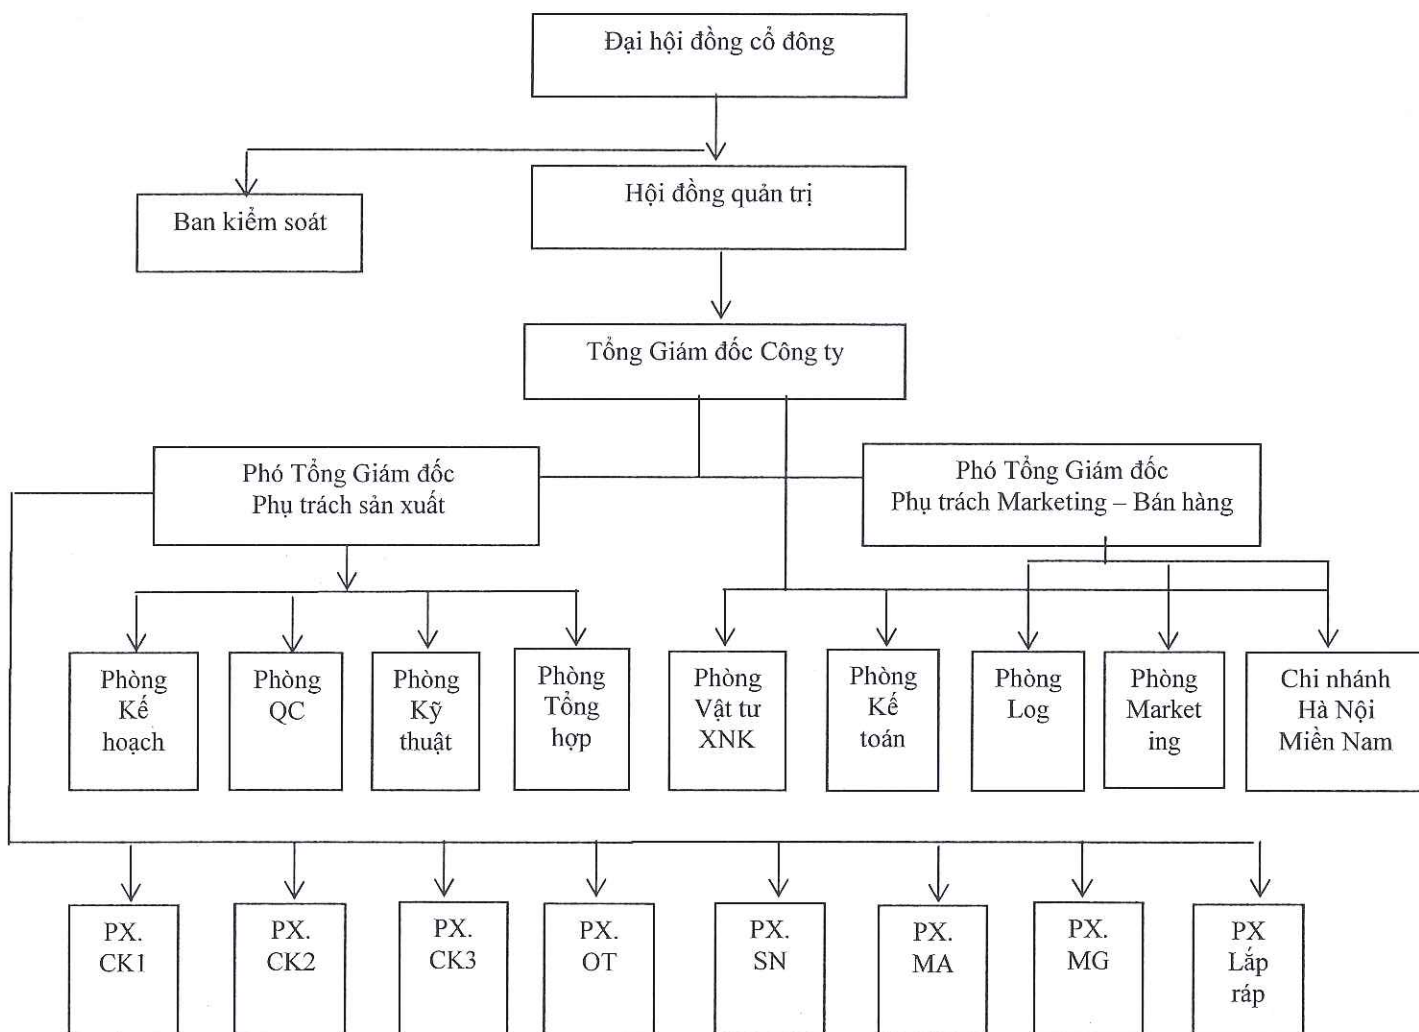 Đại hội đồng cổ đông
Hội đồng quản trị
Ban kiểm soát
Tổng Giám đốc Công ty
Phó Tổng Giám đốc
Phụ trách sản xuất
Phó Tổng Giám đốc
Phụ trách Marketing – Bán hàng
Phòng
Kế
hoạch
Phòng
QC
Phòng
Kỹ
thuật
Phòng
Tổng
hợp
Phòng
Vật tư
XNK
Phòng
Kế
toán
Phòng
Log
Phòng
Market
ing
Chi nhánh
Hà Nội
Miền Nam
PX.
CK1
PX.
CK2
PX.
CK3
PX.
OT
PX.
SN
PX.
MA
PX.
MG
PX
Lắp
ráp